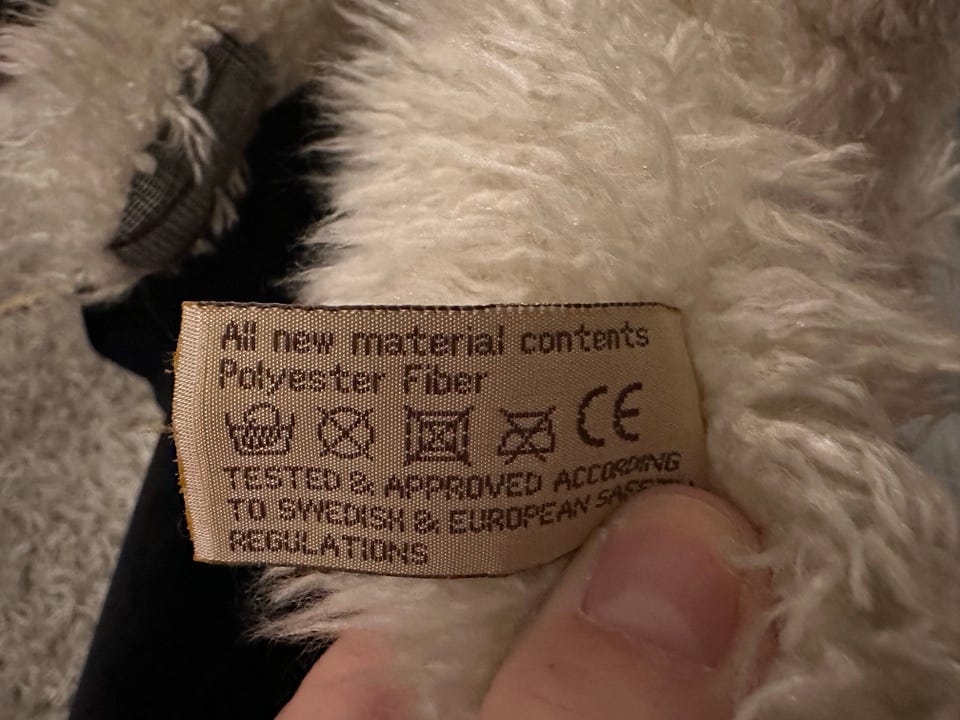 All new material contents
Polyester Fiber
CE
TESTED & APPROVED ACCORDING
TO SWEDISH & EUROPEAN
REGULATIONS